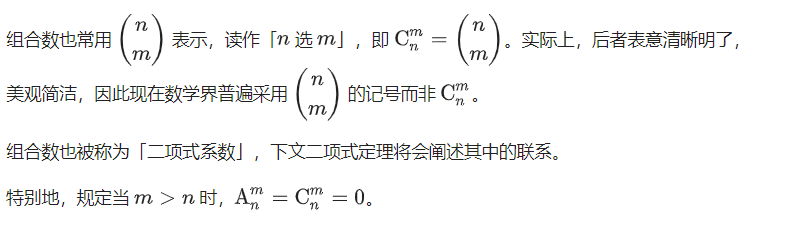 组合数也常用 $\binom{n}{m}$ 表示，读作「$n$ 选 $m$」，即 $\mathrm{C}_n^m = \binom{n}{m}$。实际上，后者表意清晰明了，
美观简洁，因此现在数学界普遍采用 $\binom{n}{m}$ 的记号而非 $\mathrm{C}_n^m$。
组合数也被称为「二项式系数」，下文二项式定理将会阐述其中的联系。
特别地，规定当 $m > n$ 时，$\mathrm{A}_n^m = \mathrm{C}_n^m = 0$。